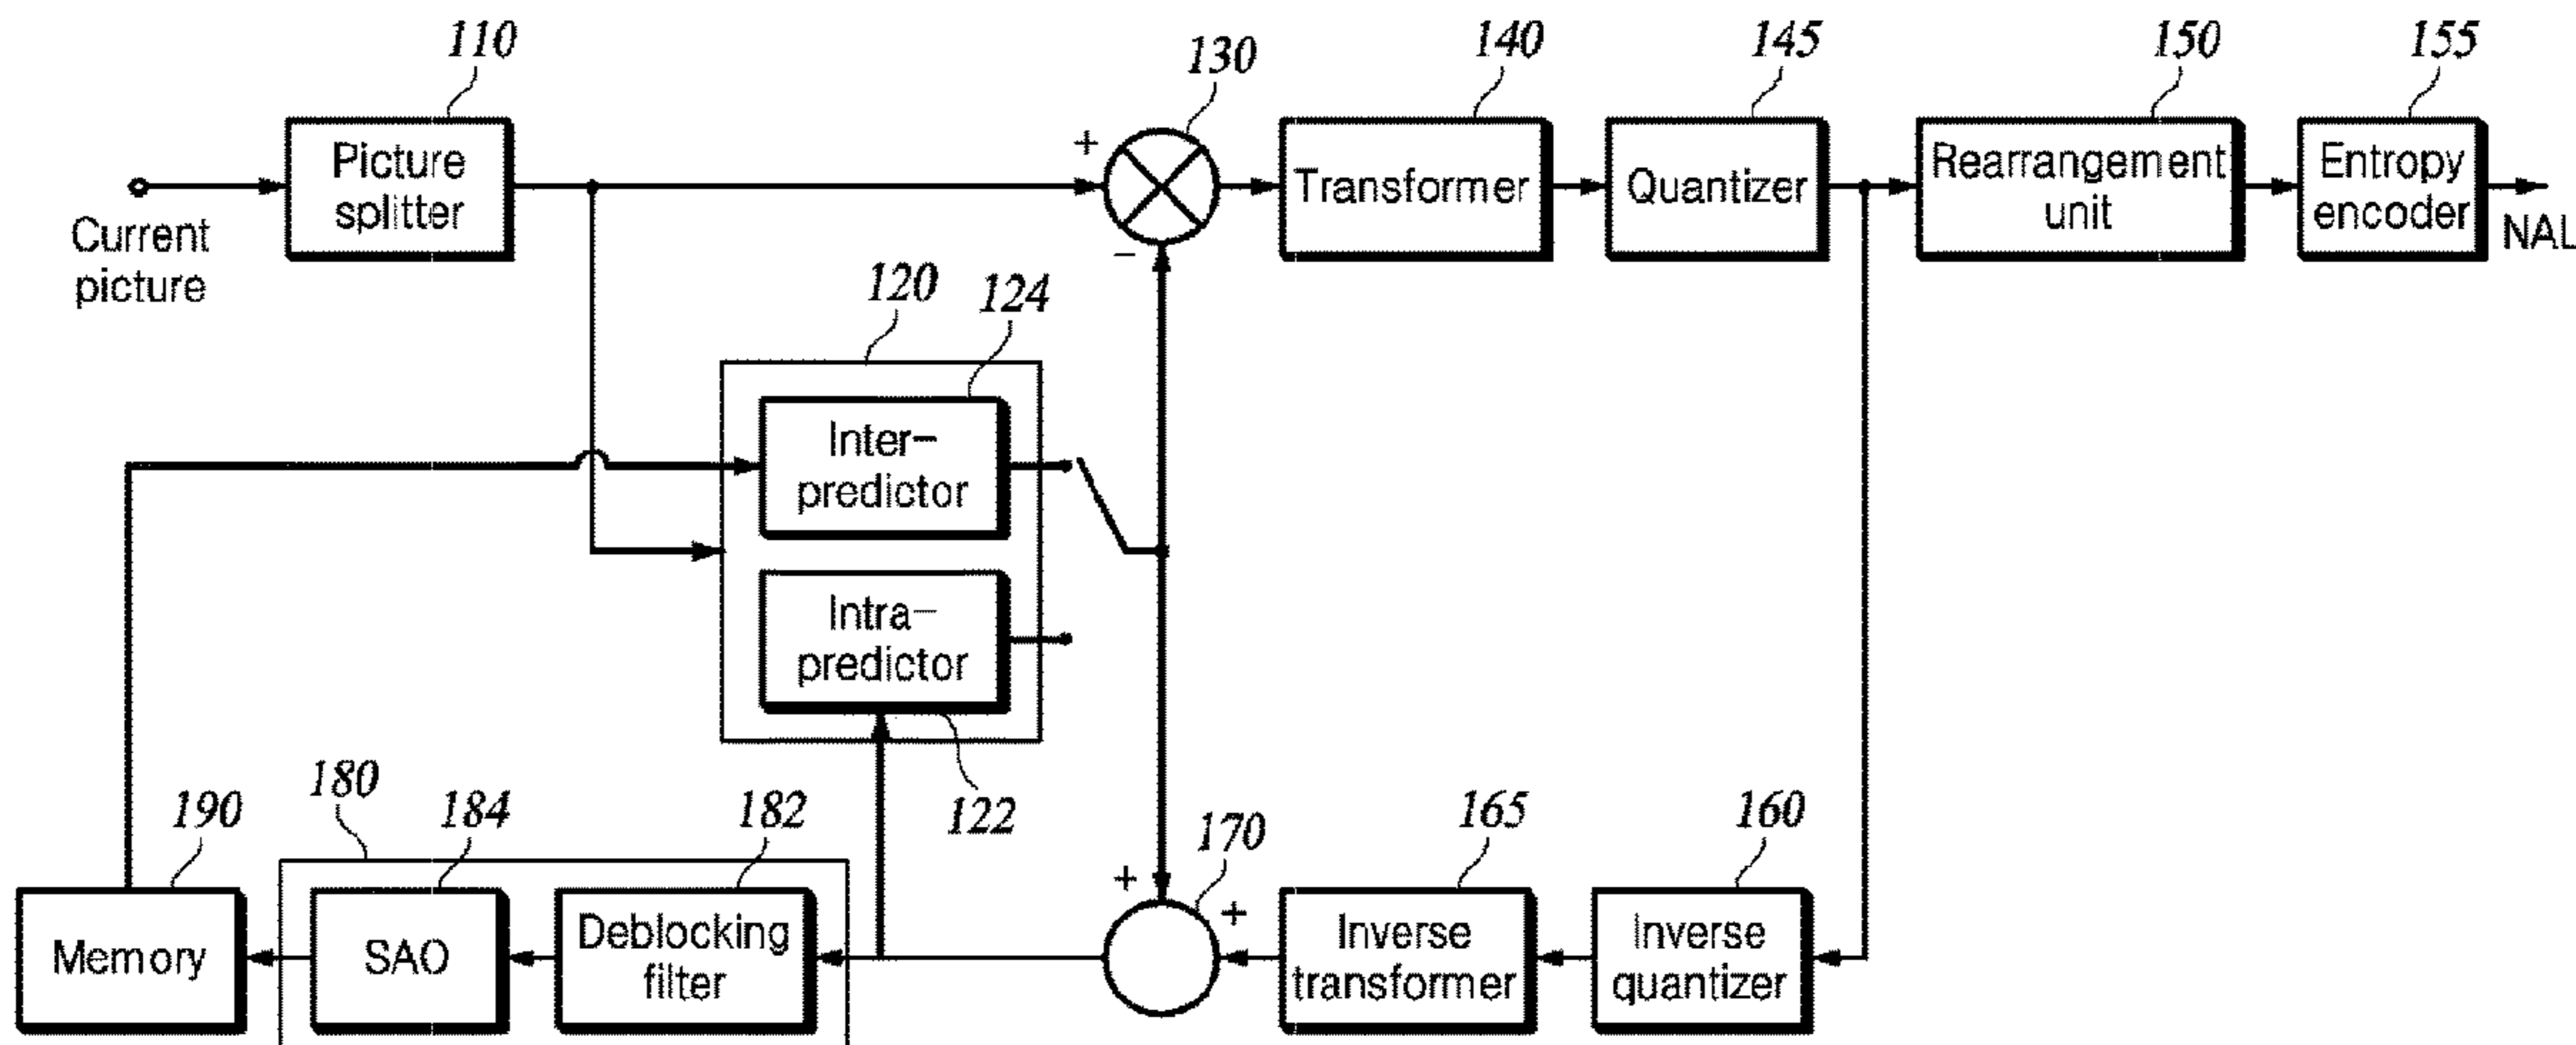 110
130
140
145
150
155
+
Picture
splitter
Transformer
Quantizer
Rearrangement
unit
Entropy
encoder
Current
picture
−
NAL
120
124
Inter−
predictor
Intra−
predictor
122
190
180
184
182
170
165
160
+
+
Memory
SAO
Deblocking
filter
Inverse
transformer
Inverse
quantizer